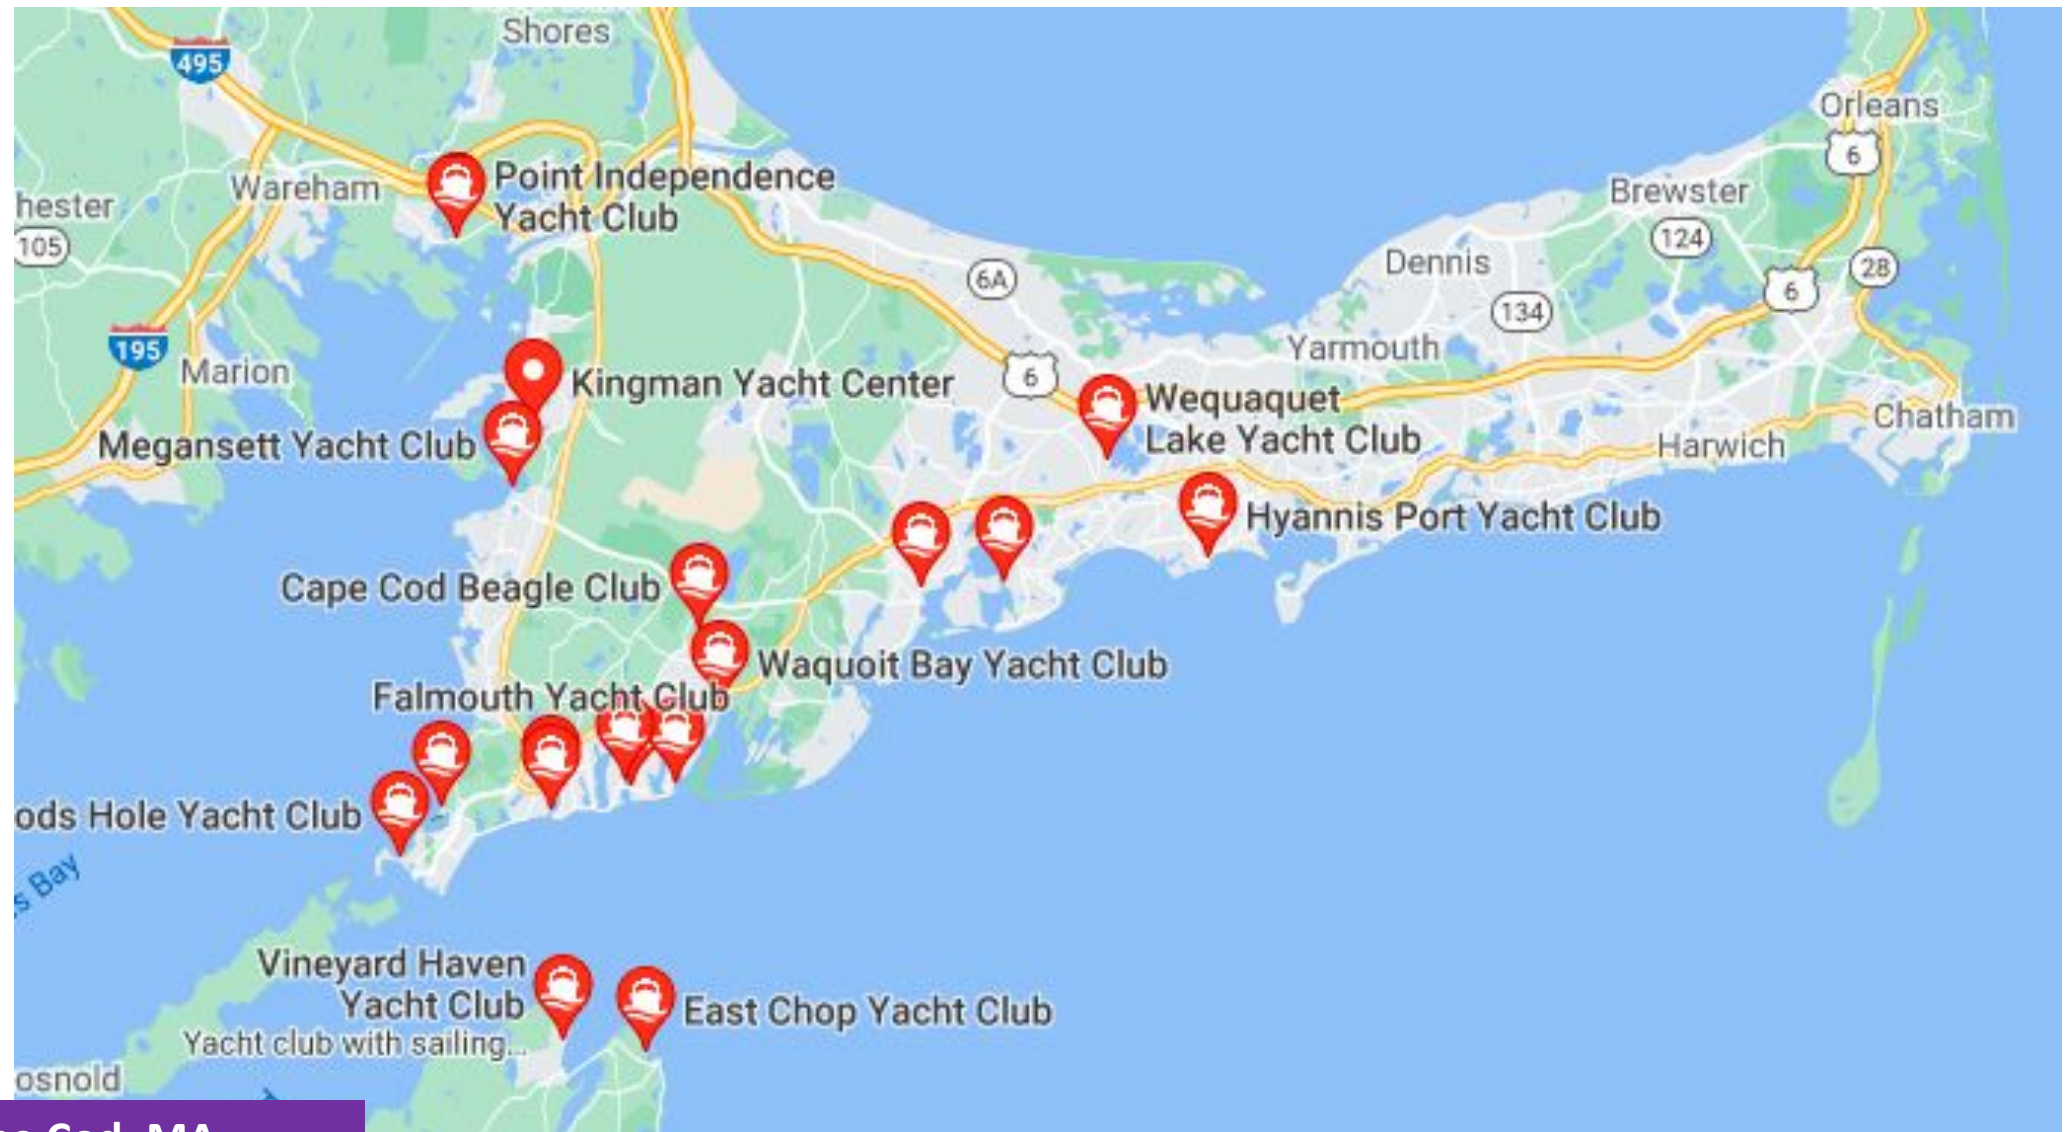 Shores
495
Orleans
6
Point Independence
Yacht Club
Wareham
hester
105
Brewster
124
Dennis
28
6A
6
134
195
Marion
Yarmouth
6
Kingman Yacht Center
Wequaquet
Lake Yacht Club
Chatham
Megansett Yacht Club
Harwich
Hyannis Port Yacht Club
Cape Cod Beagle Club
Waquoit Bay Yacht Club
Falmouth Yacht Club
ods Hole Yacht Club
s Bay
Vineyard Haven
Yacht Club
Yacht club with sailing...
East Chop Yacht Club
osnold
Cod, MA